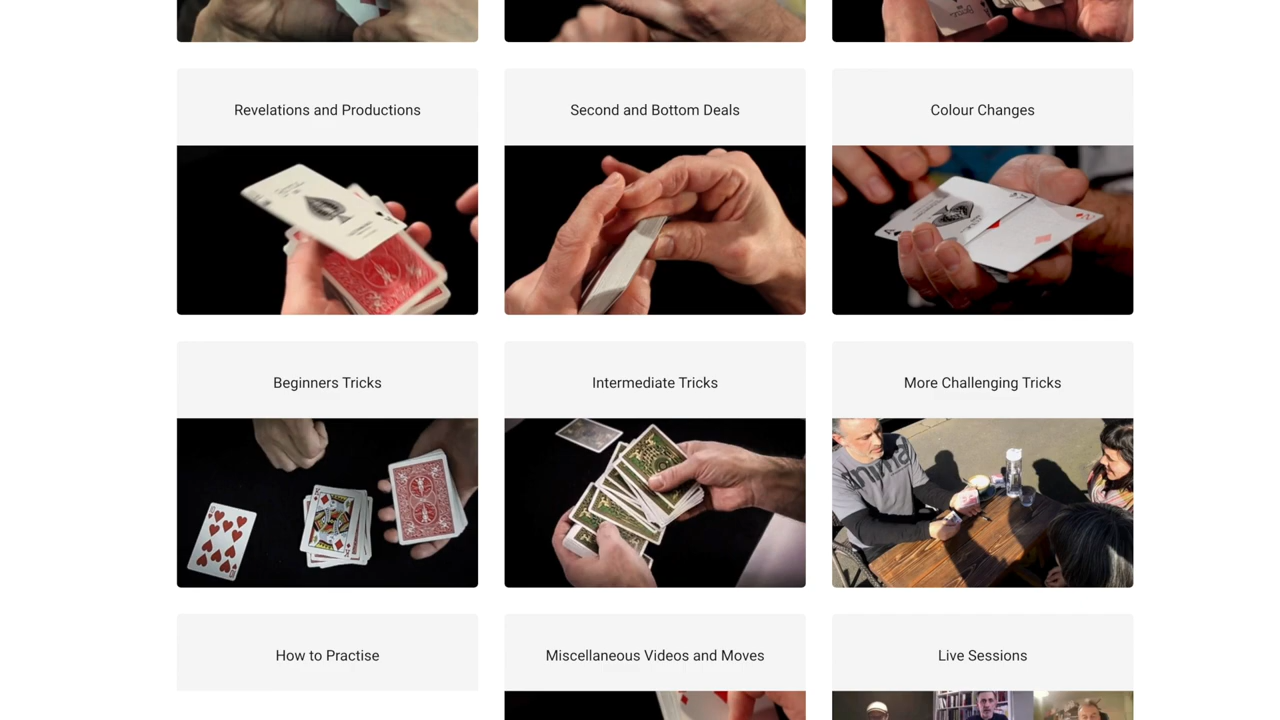 Revelations and Productions
Second and Bottom Deals
Colour Changes
Beginners Tricks
Intermediate Tricks
More Challenging Tricks
How to Practise
Miscellaneous Videos and Moves
Live Sessions